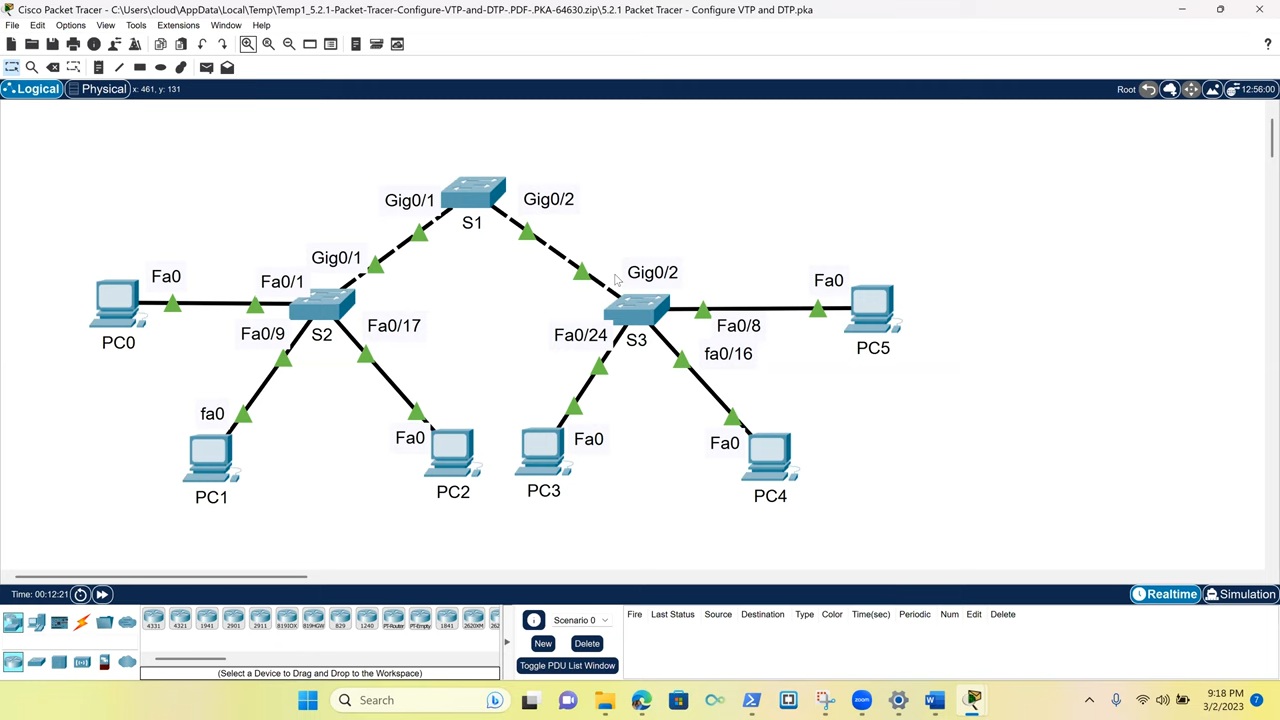 Cisco Packet Tracer - C:\Users\cloud\AppData\Local\Temp\Temp1_5.2.1-Packet-Tracer-Configure-VTP-and-DTP-.PDF-PKA-64630.zip\5.2.1 Packet Tracer - Configure VTP and DTP.pka
File Edit Options View Tools Extensions Window Help
?
Logical Physical x: 461, y: 131 Root 12:56:00
S1
Gig0/1 Gig0/2
Gig0/1 Gig0/2
Fa0 Fa0/1 Fa0
S2 S3
Fa0/9 Fa0/17 Fa0/24 Fa0/8
fa0/16
PC0 PC5
fa0 Fa0 Fa0 Fa0
PC1 PC2 PC3 PC4
Time: 00:12:21 Realtime Simulation
4331 4321 1941 2901 2911 819IOX 819HGW 829 1240 PT-Router PT-Empty 1841 2620XM 262
(Select a Device to Drag and Drop to the Workspace)
Scenario 0
New Delete
Toggle PDU List Window
Fire Last Status Source Destination Type Color Time(sec) Periodic Num Edit Delete
Search
zoom
9:18 PM
3/2/2023
7